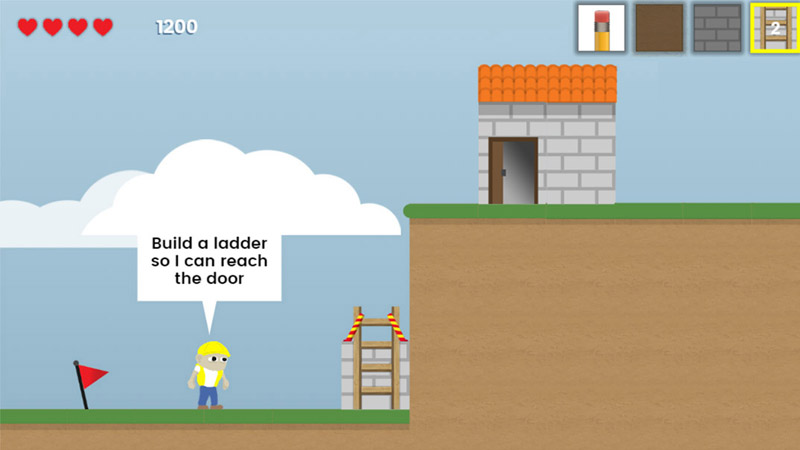 1200
2
Build a ladder
so I can reach
the door